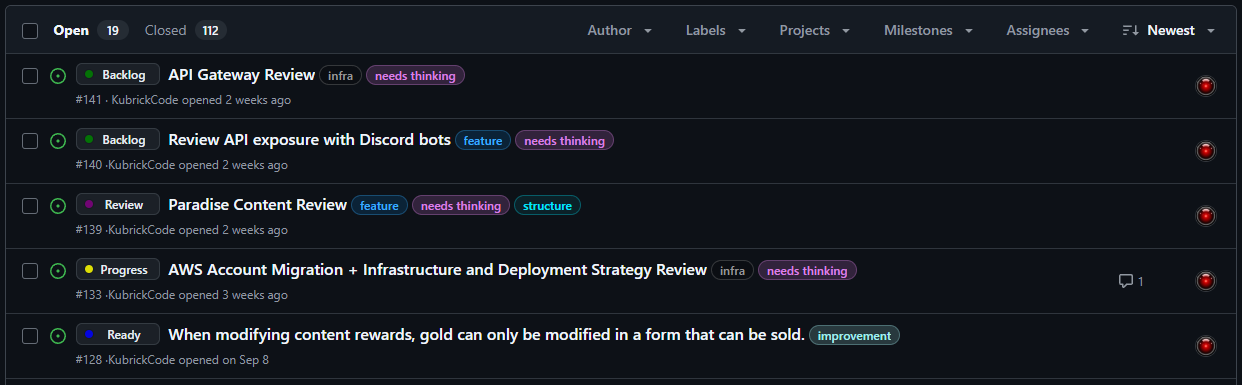 Open 19 Closed 112 Author Labels Projects Milestones Assignees Newest
Backlog API Gateway Review infra needs thinking
#141 · KubrickCode opened 2 weeks ago
Backlog Review API exposure with Discord bots feature needs thinking
#140 ·KubrickCode opened 2 weeks ago
Review Paradise Content Review feature needs thinking structure
#139 ·KubrickCode opened 2 weeks ago
Progress AWS Account Migration + Infrastructure and Deployment Strategy Review infra needs thinking
1
#133 ·KubrickCode opened 3 weeks ago
Ready When modifying content rewards, gold can only be modified in a form that can be sold. improvement
#128 ·KubrickCode opened on Sep 8